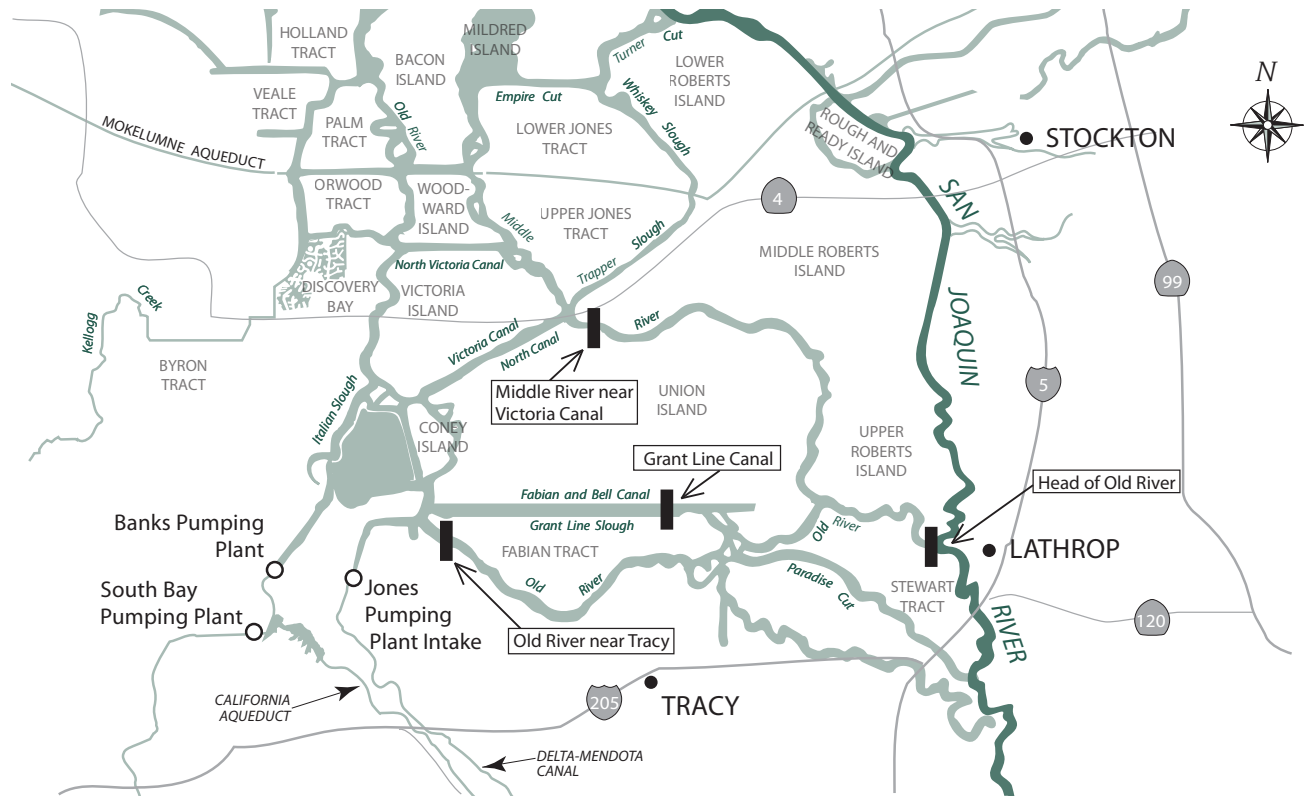 HOLLAND
TRACT
MILDRED
ISLAND
Turner Cut
BACON
ISLAND
LOWER
ROBERTS
ISLAND
N
VEALE
TRACT
Empire Cut
Whiskey Slough
Old River
PALM
TRACT
LOWER JONES
TRACT
ROUGH AND
READY ISLAND
STOCKTON
MOKELUMNE AQUEDUCT
ORWOOD
TRACT
WOOD-
WARD
ISLAND
4
SAN
JOAQUIN
RIVER
UPPER JONES
TRACT
Middle
River
Trapper Slough
MIDDLE ROBERTS
ISLAND
North Victoria Canal
DISCOVERY
BAY
VICTORIA
ISLAND
99
Kellogg Creek
Victoria Canal
North Canal
BYRON
TRACT
Middle River near
Victoria Canal
UNION
ISLAND
5
Italian Slough
CONEY
ISLAND
UPPER
ROBERTS
ISLAND
Grant Line Canal
Head of Old River
Fabian and Bell Canal
Grant Line Slough
Old River
Banks Pumping
Plant
FABIAN TRACT
LATHROP
Old River
Paradise
Cut
STEWART
TRACT
South Bay
Pumping Plant
Jones
Pumping
Plant Intake
Old River near Tracy
120
CALIFORNIA
AQUEDUCT
205
TRACY
DELTA-MENDOTA
CANAL